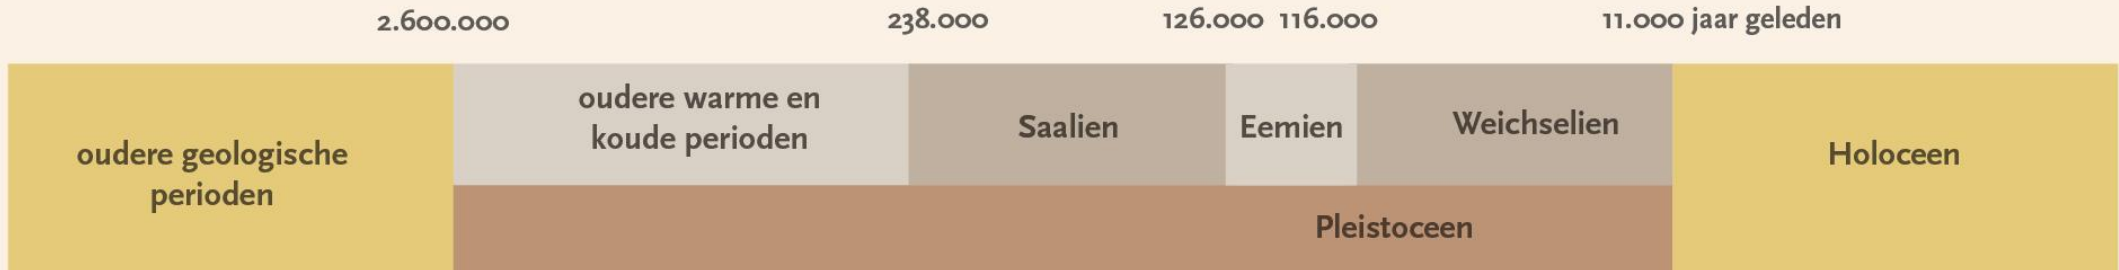 2.600.000 238.000 126.000 116.000 11.000 jaar geleden
oudere geologische
perioden
oudere warme en
koude perioden
Saalien
Eemien
Weichselien
Pleistoceen
Holoceen